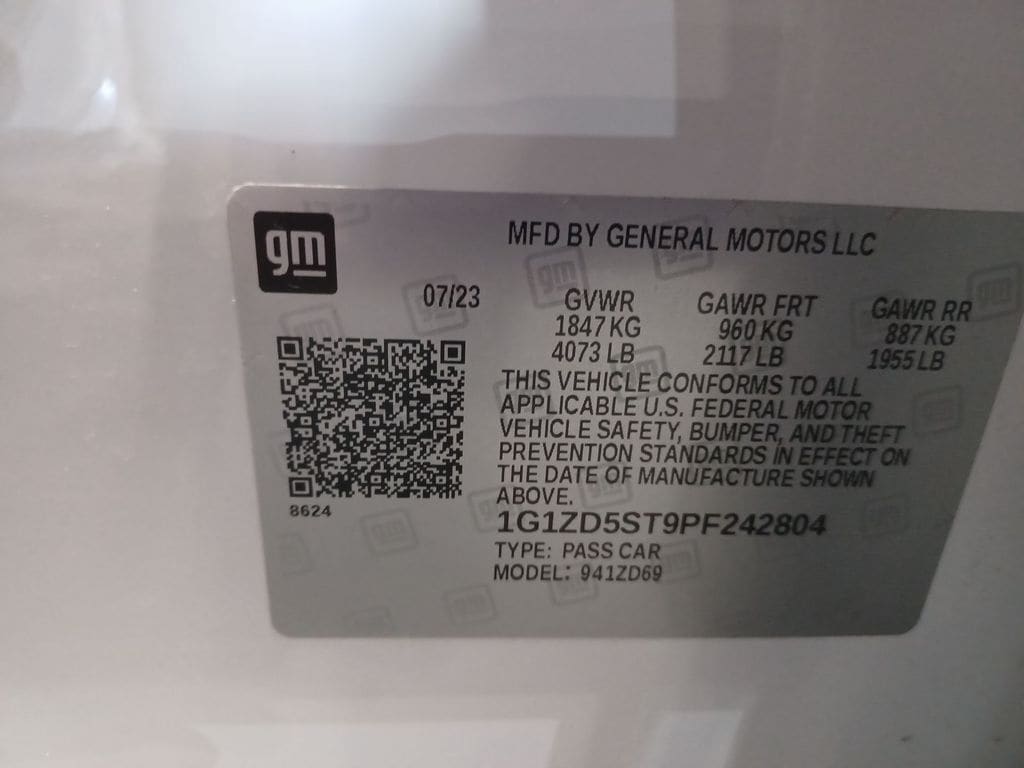 gm
MFD BY GENERAL MOTORS LLC
07/23
GVWR GAWR FRT GAWR RR
1847 KG 960 KG 887 KG
4073 LB 2117 LB 1955 LB
THIS VEHICLE CONFORMS TO ALL
APPLICABLE U.S. FEDERAL MOTOR
VEHICLE SAFETY, BUMPER, AND THEFT
PREVENTION STANDARDS IN EFFECT ON
THE DATE OF MANUFACTURE SHOWN
ABOVE.
8624
1G1ZD5ST9PF242804
TYPE: PASS CAR
MODEL: 941ZD69